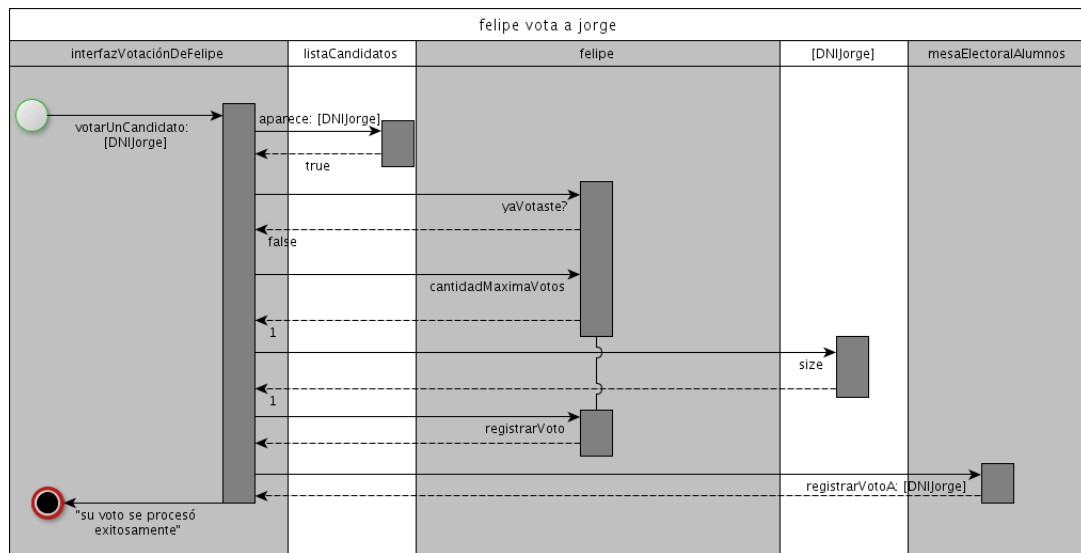 felipe vota a jorge
interfazVotaciónDeFelipe
listaCandidatos
felipe
[DNIJorge]
mesaElectoralAlumnos
votarUnCandidato:
[DNIJorge]
aparece: [DNIJorge]
true
yaVotaste?
false
cantidadMaximaVotos
1
size
1
registrarVoto
registrarVotoA: [DNIJorge]
"su voto se procesó
exitosamente"